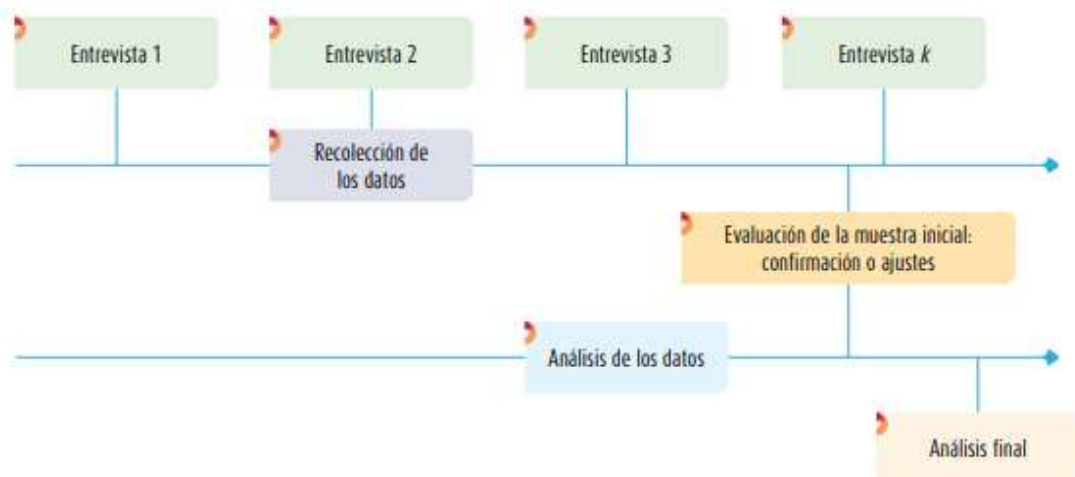 Entrevista 1
Entrevista 2
Entrevista 3
Entrevista k
Recolección de
los datos
Evaluación de la muestra inicial:
confirmación o ajustes
Análisis de los datos
Análisis final